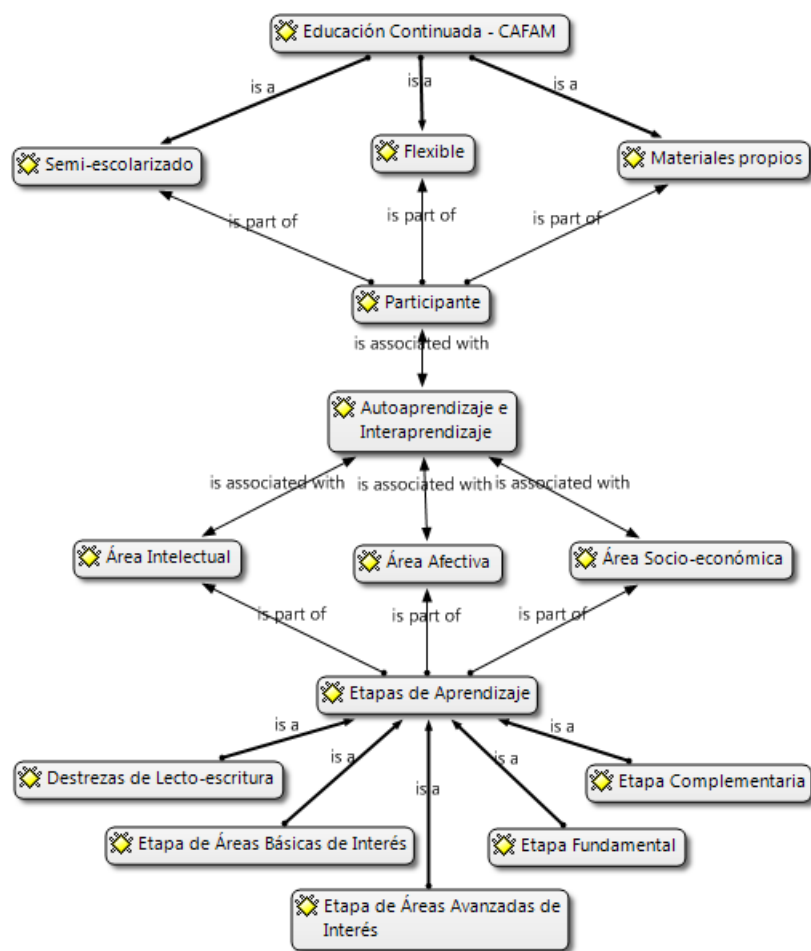 Educación Continuada - CAFAM
is a
is a
is a
Semi-escolarizado
Flexible
Materiales propios
is part of
is part of
is part of
Participante
is associated with
Autoaprendizaje e
Interaprendizaje
is associated with
is associated with
is associated with
Área Intelectual
Área Afectiva
Área Socio-económica
is part of
is part of
is part of
Etapas de Aprendizaje
is a
is a
is a
is a
is a
Destrezas de Lecto-escritura
Etapa Complementaria
Etapa de Áreas Básicas de Interés
Etapa Fundamental
Etapa de Áreas Avanzadas de
Interés